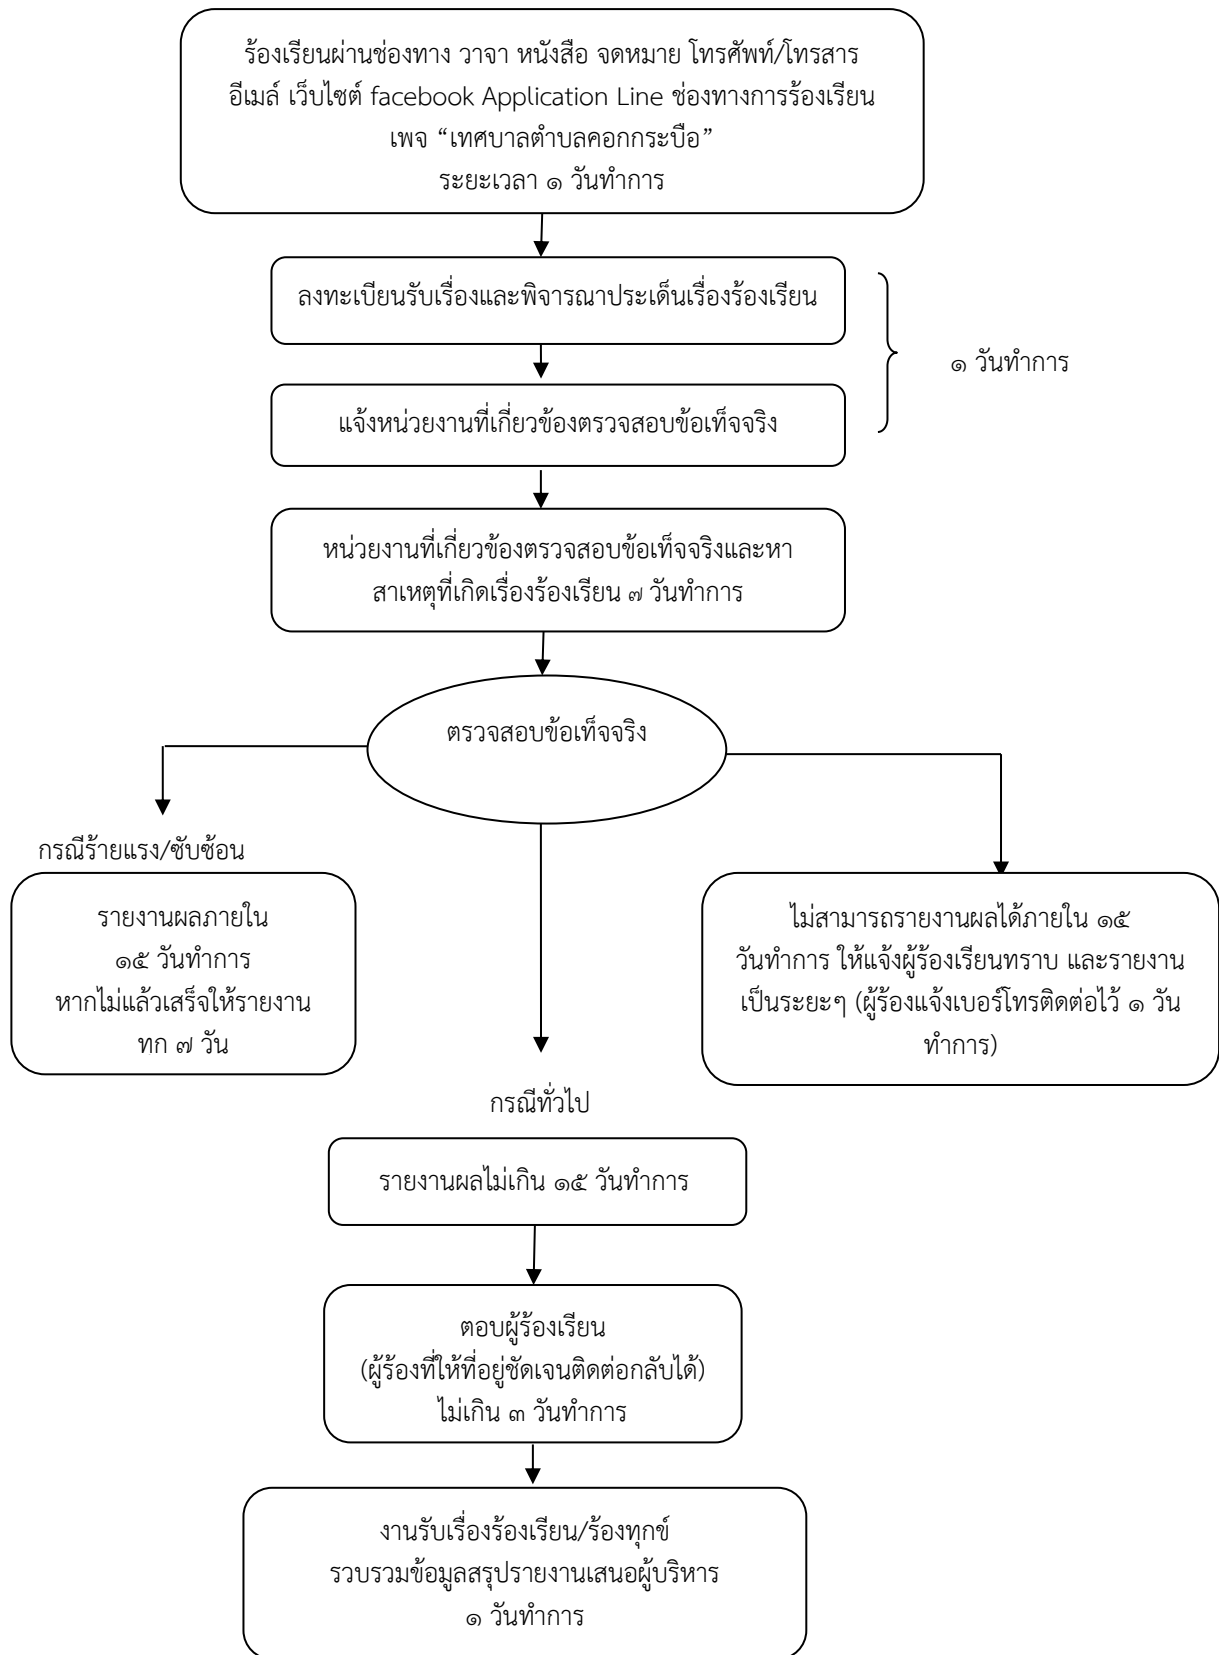 ร้องเรียนผ่านช่องทาง วาจา หนังสือ จดหมาย โทรศัพท์/โทรสาร
อีเมล์ เว็บไซต์ facebook Application Line ช่องทางการร้องเรียน
เพจ “เทศบาลตำบลคอกกระบือ”
ระยะเวลา ๑ วันทำการ
ลงทะเบียนรับเรื่องและพิจารณาประเด็นเรื่องร้องเรียน
๑ วันทำการ
แจ้งหน่วยงานที่เกี่ยวข้องตรวจสอบข้อเท็จจริง
หน่วยงานที่เกี่ยวข้องตรวจสอบข้อเท็จจริงและหา
สาเหตุที่เกิดเรื่องร้องเรียน ๗ วันทำการ
ตรวจสอบข้อเท็จจริง
กรณีร้ายแรง/ซับซ้อน
รายงานผลภายใน
๑๕ วันทำการ
หากไม่แล้วเสร็จให้รายงาน
ทก ๗ วัน
ไม่สามารถรายงานผลได้ภายใน ๑๕
วันทำการ ให้แจ้งผู้ร้องเรียนทราบ และรายงาน
เป็นระยะๆ (ผู้ร้องแจ้งเบอร์โทรติดต่อไว้ ๑ วัน
ทำการ)
กรณีทั่วไป
รายงานผลไม่เกิน ๑๕ วันทำการ
ตอบผู้ร้องเรียน
(ผู้ร้องที่ให้ที่อยู่ชัดเจนติดต่อกลับได้)
ไม่เกิน ๓ วันทำการ
งานรับเรื่องร้องเรียน/ร้องทุกข์
รวบรวมข้อมูลสรุปรายงานเสนอผู้บริหาร
๑ วันทำการ